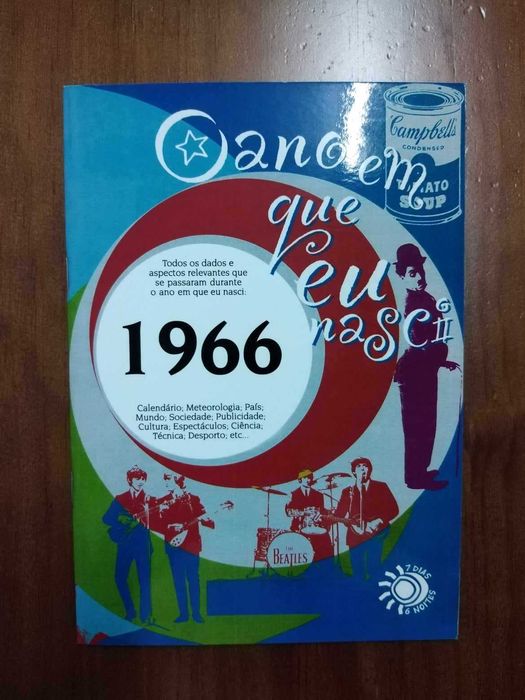 O ano em
que
eu
nasci II
Campbell's
CONDENSED
TOMATO
SOUP
Todos os dados e
aspectos relevantes que
se passaram durante
o ano em que eu nasci:
1966
Calendário; Meteorologia; País;
Mundo; Sociedade; Publicidade;
Cultura; Espectáculos; Ciência;
Técnica; Desporto; etc...
THE
BEATLES
7 DIAS
6 NOITES